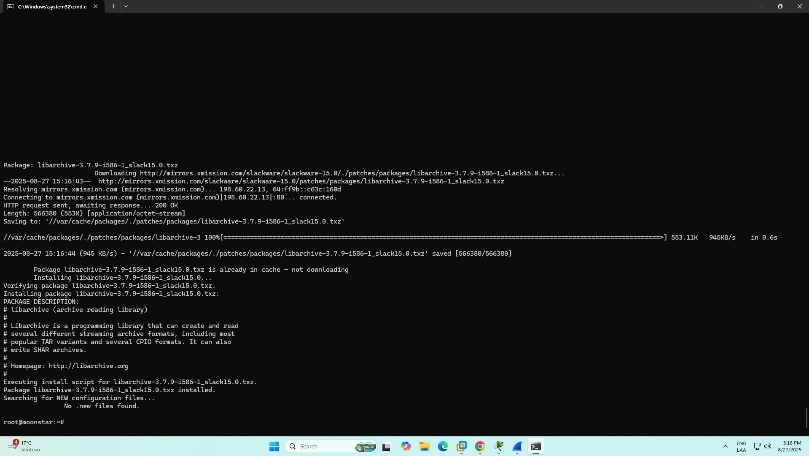 C:\Windows\system32\cmd.e
Package: libarchive-3.7.9-i586-1_slack15.0.txz
Downloading http://mirrors.xmission.com/slackware/slackware-15.0/./patches/packages/libarchive-3.7.9-i586-1_slack15.0.txz...
--2025-08-27 15:16:43--  http://mirrors.xmission.com/slackware/slackware-15.0/patches/packages/libarchive-3.7.9-i586-1_slack15.0.txz
Resolving mirrors.xmission.com (mirrors.xmission.com)... 198.60.22.13, 64:ff9b::c63c:160d
Connecting to mirrors.xmission.com (mirrors.xmission.com)|198.60.22.13|:80... connected.
HTTP request sent, awaiting response... 200 OK
Length: 566380 (553K) [application/octet-stream]
Saving to: '//var/cache/packages/./patches/packages/libarchive-3.7.9-i586-1_slack15.0.txz'
//var/cache/packages/./patches/packages/libarchive-3 100%[=====================================================================================================================>] 553.11K   945KB/s    in 0.6s
2025-08-27 15:16:44 (945 KB/s) - '//var/cache/packages/./patches/packages/libarchive-3.7.9-i586-1_slack15.0.txz' saved [566380/566380]
Package libarchive-3.7.9-i586-1_slack15.0.txz is already in cache - not downloading
Installing libarchive-3.7.9-i586-1_slack15.0...
Verifying package libarchive-3.7.9-i586-1_slack15.0.txz.
Installing package libarchive-3.7.9-i586-1_slack15.0.txz:
PACKAGE DESCRIPTION:
# libarchive (archive reading library)
#
# Libarchive is a programming library that can create and read
# several different streaming archive formats, including most
# popular TAR variants and several CPIO formats. It can also
# write SHAR archives.
#
# Homepage: http://libarchive.org
#
Executing install script for libarchive-3.7.9-i586-1_slack15.0.txz.
Package libarchive-3.7.9-i586-1_slack15.0.txz installed.
Searching for NEW configuration files...
No .new files found.
root@moonstar:~#
4
17°C
Ventoso
Search
ENG
LAA
3:16 PM
8/27/2025